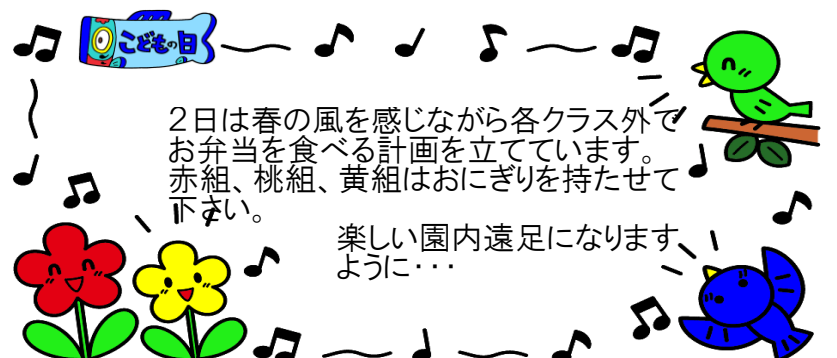 こどもの日
２日は春の風を感じながら各クラス外で
お弁当を食べる計画を立てています。
赤組、桃組、黄組はおにぎりを持たせて
下さい。
楽しい園内遠足になります
ように・・・